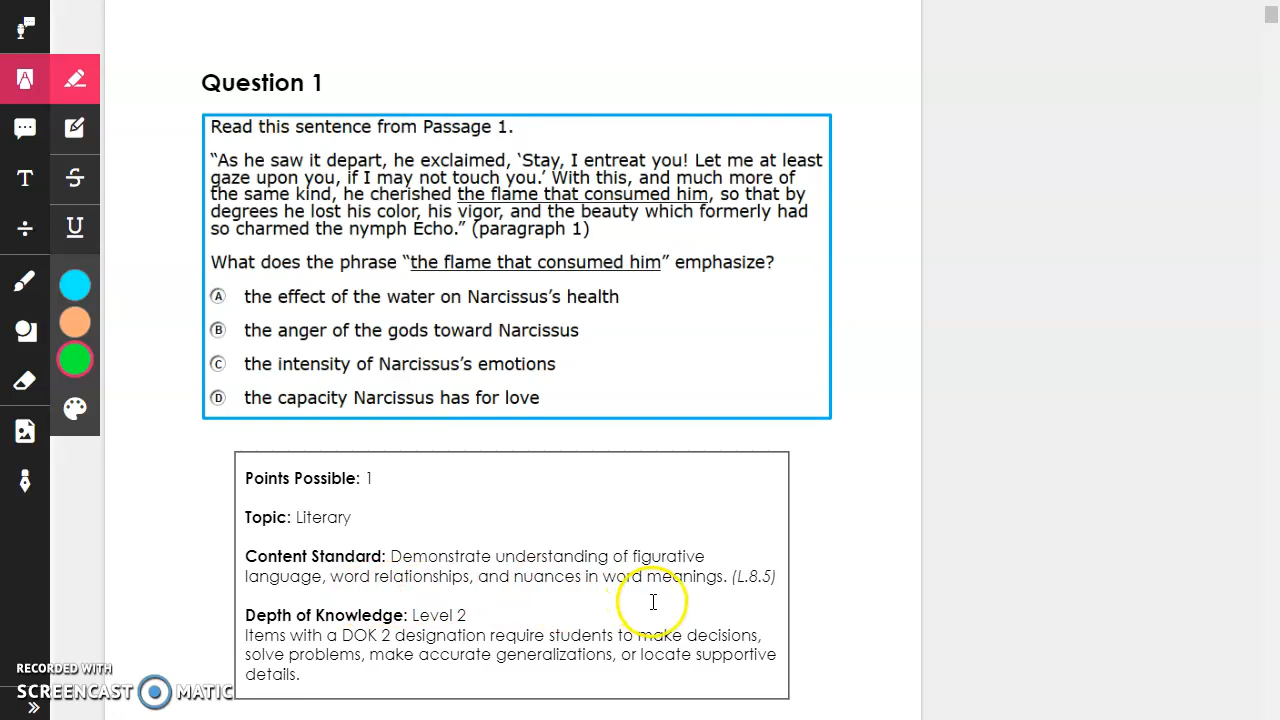 Question 1
Read this sentence from Passage 1.
“As he saw it depart, he exclaimed, ‘Stay, I entreat you! Let me at least
gaze upon you, if I may not touch you.’ With this, and much more of
the same kind, he cherished the flame that consumed him, so that by
degrees he lost his color, his vigor, and the beauty which formerly had
so charmed the nymph Echo.” (paragraph 1)
What does the phrase “the flame that consumed him” emphasize?
A the effect of the water on Narcissus’s health
B the anger of the gods toward Narcissus
C the intensity of Narcissus’s emotions
D the capacity Narcissus has for love
Points Possible: 1
Topic: Literary
Content Standard: Demonstrate understanding of figurative
language, word relationships, and nuances in word meanings. (L.8.5)
Depth of Knowledge: Level 2
Items with a DOK 2 designation require students to make decisions,
solve problems, make accurate generalizations, or locate supportive
details.
RECORDED WITH
SCREENCAST MATIC